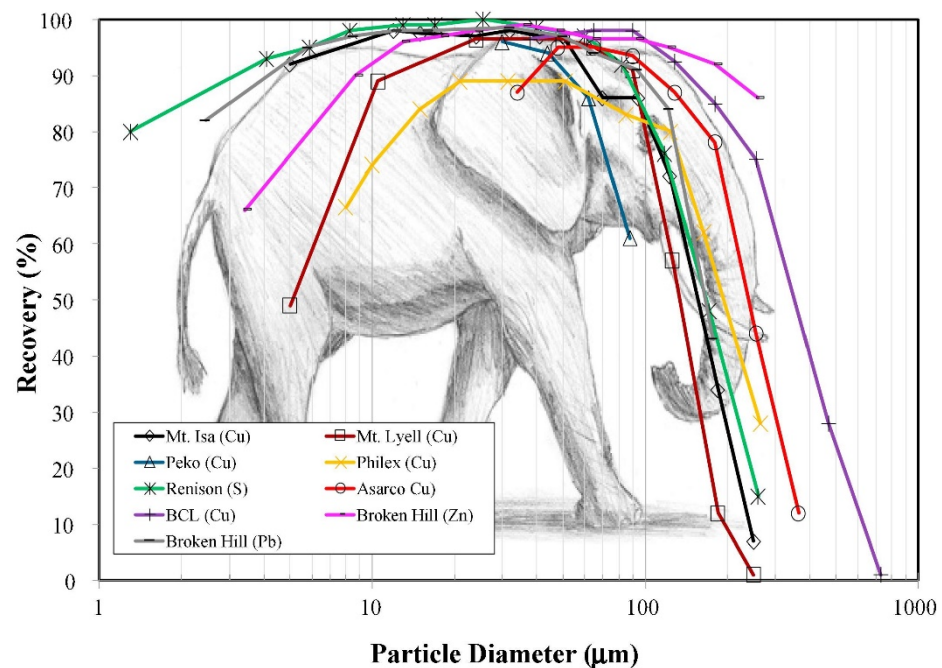 100
90
80
70
60
50
40
30
20
10
0
Recovery (%)
Mt. Isa (Cu) Mt. Lyell (Cu)
Peko (Cu) Philex (Cu)
Renison (S) Asarco Cu)
BCL (Cu) Broken Hill (Zn)
Broken Hill (Pb)
1 10 100 1000
Particle Diameter (μm)